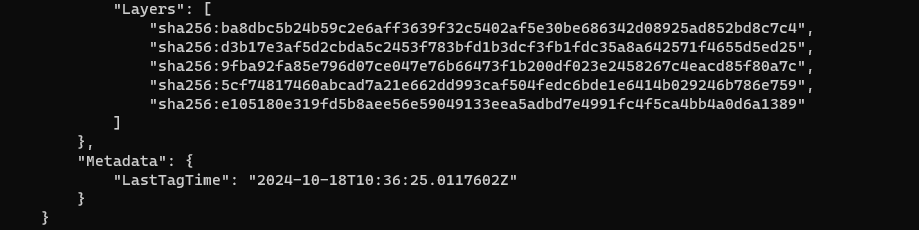 "Layers": [
"sha256:ba8dbc5b24b59c2e6aff3639f32c5402af5e30be686342d08925ad852bd8c7c4",
"sha256:d3b17e3af5d2cbda5c2453f783bfd1b3dcf3fb1fdc35a8a642571f4655d5ed25",
"sha256:9fba92fa85e796d07ce047e76b66473f1b200df023e2458267c4eacd85f80a7c",
"sha256:5cf74817460abcad7a21e662dd993caf504fedc6bde1e6414b029246b786e759",
"sha256:e105180e319fd5b8aee56e59049133eea5adbd7e4991fc4f5ca4bb4a0d6a1389"
]
},
"Metadata": {
"LastTagTime": "2024-10-18T10:36:25.0117602Z"
}
}